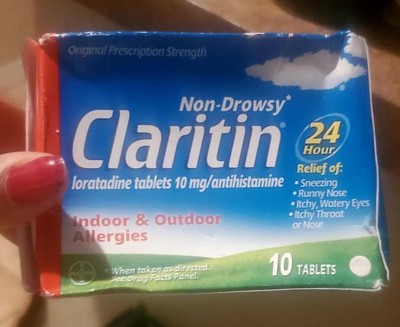 Original Prescription Strength
Non-Drowsy*
Claritin®
24
Hour
loratadine tablets 10 mg/antihistamine
Relief of:
• Sneezing
• Runny Nose
• Itchy, Watery Eyes
• Itchy Throat
or Nose
Indoor & Outdoor
Allergies
*When taken as directed.
See Drug Facts Panel.
10 TABLETS